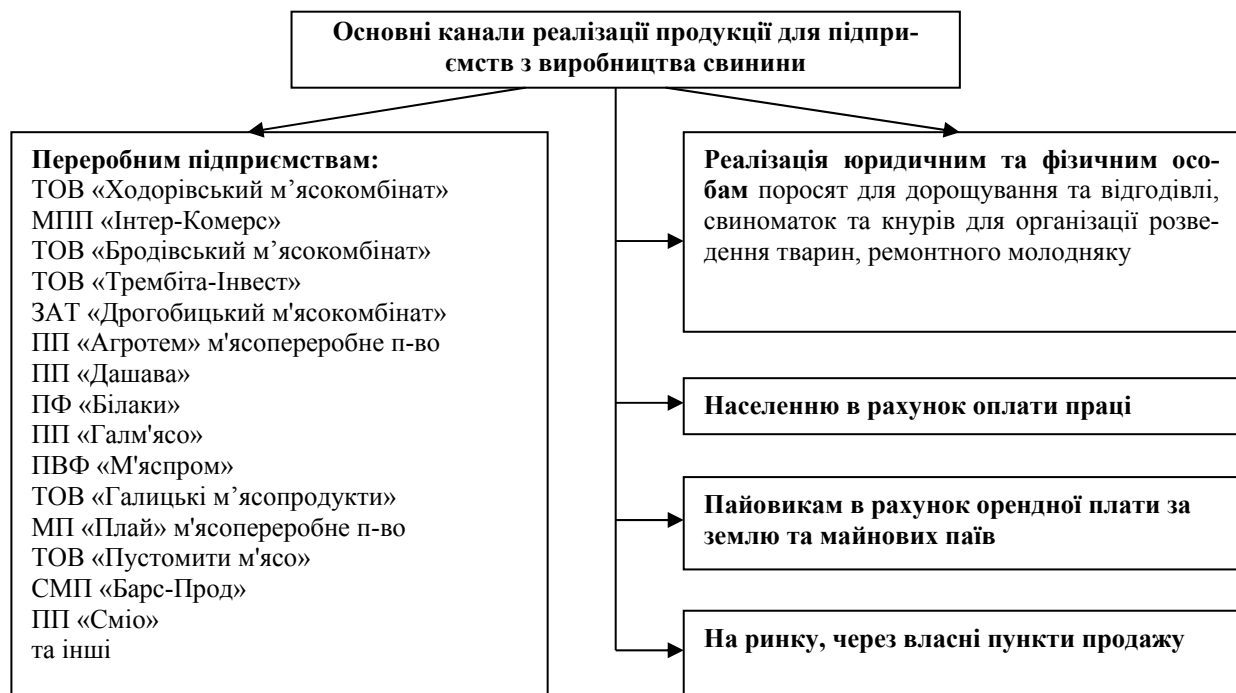 Основні канали реалізації продукції для підпри-
ємств з виробництва свинини
Переробним підприємствам:
ТОВ «Ходорівський м’ясокомбінат»
МПП «Інтер-Комерс»
ТОВ «Бродівський м’ясокомбінат»
ТОВ «Трембіта-Інвест»
ЗАТ «Дрогобицький м'ясокомбінат»
ПП «Агротем» м'ясопереробне п-во
ПП «Дашава»
ПФ «Білаки»
ПП «Галм'ясо»
ПВФ «М'яспром»
ТОВ «Галицькі м’ясопродукти»
МП «Плай» м'ясопереробне п-во
ТОВ «Пустомити м'ясо»
СМП «Барс-Прод»
ПП «Сміо»
та інші
Реалізація юридичним та фізичним осо-
бам поросят для дорощування та відгодівлі,
свиноматок та кнурів для організації розве-
дення тварин, ремонтного молодняку
Населенню в рахунок оплати праці
Пайовикам в рахунок орендної плати за
землю та майнових паїв
На ринку, через власні пункти продажу